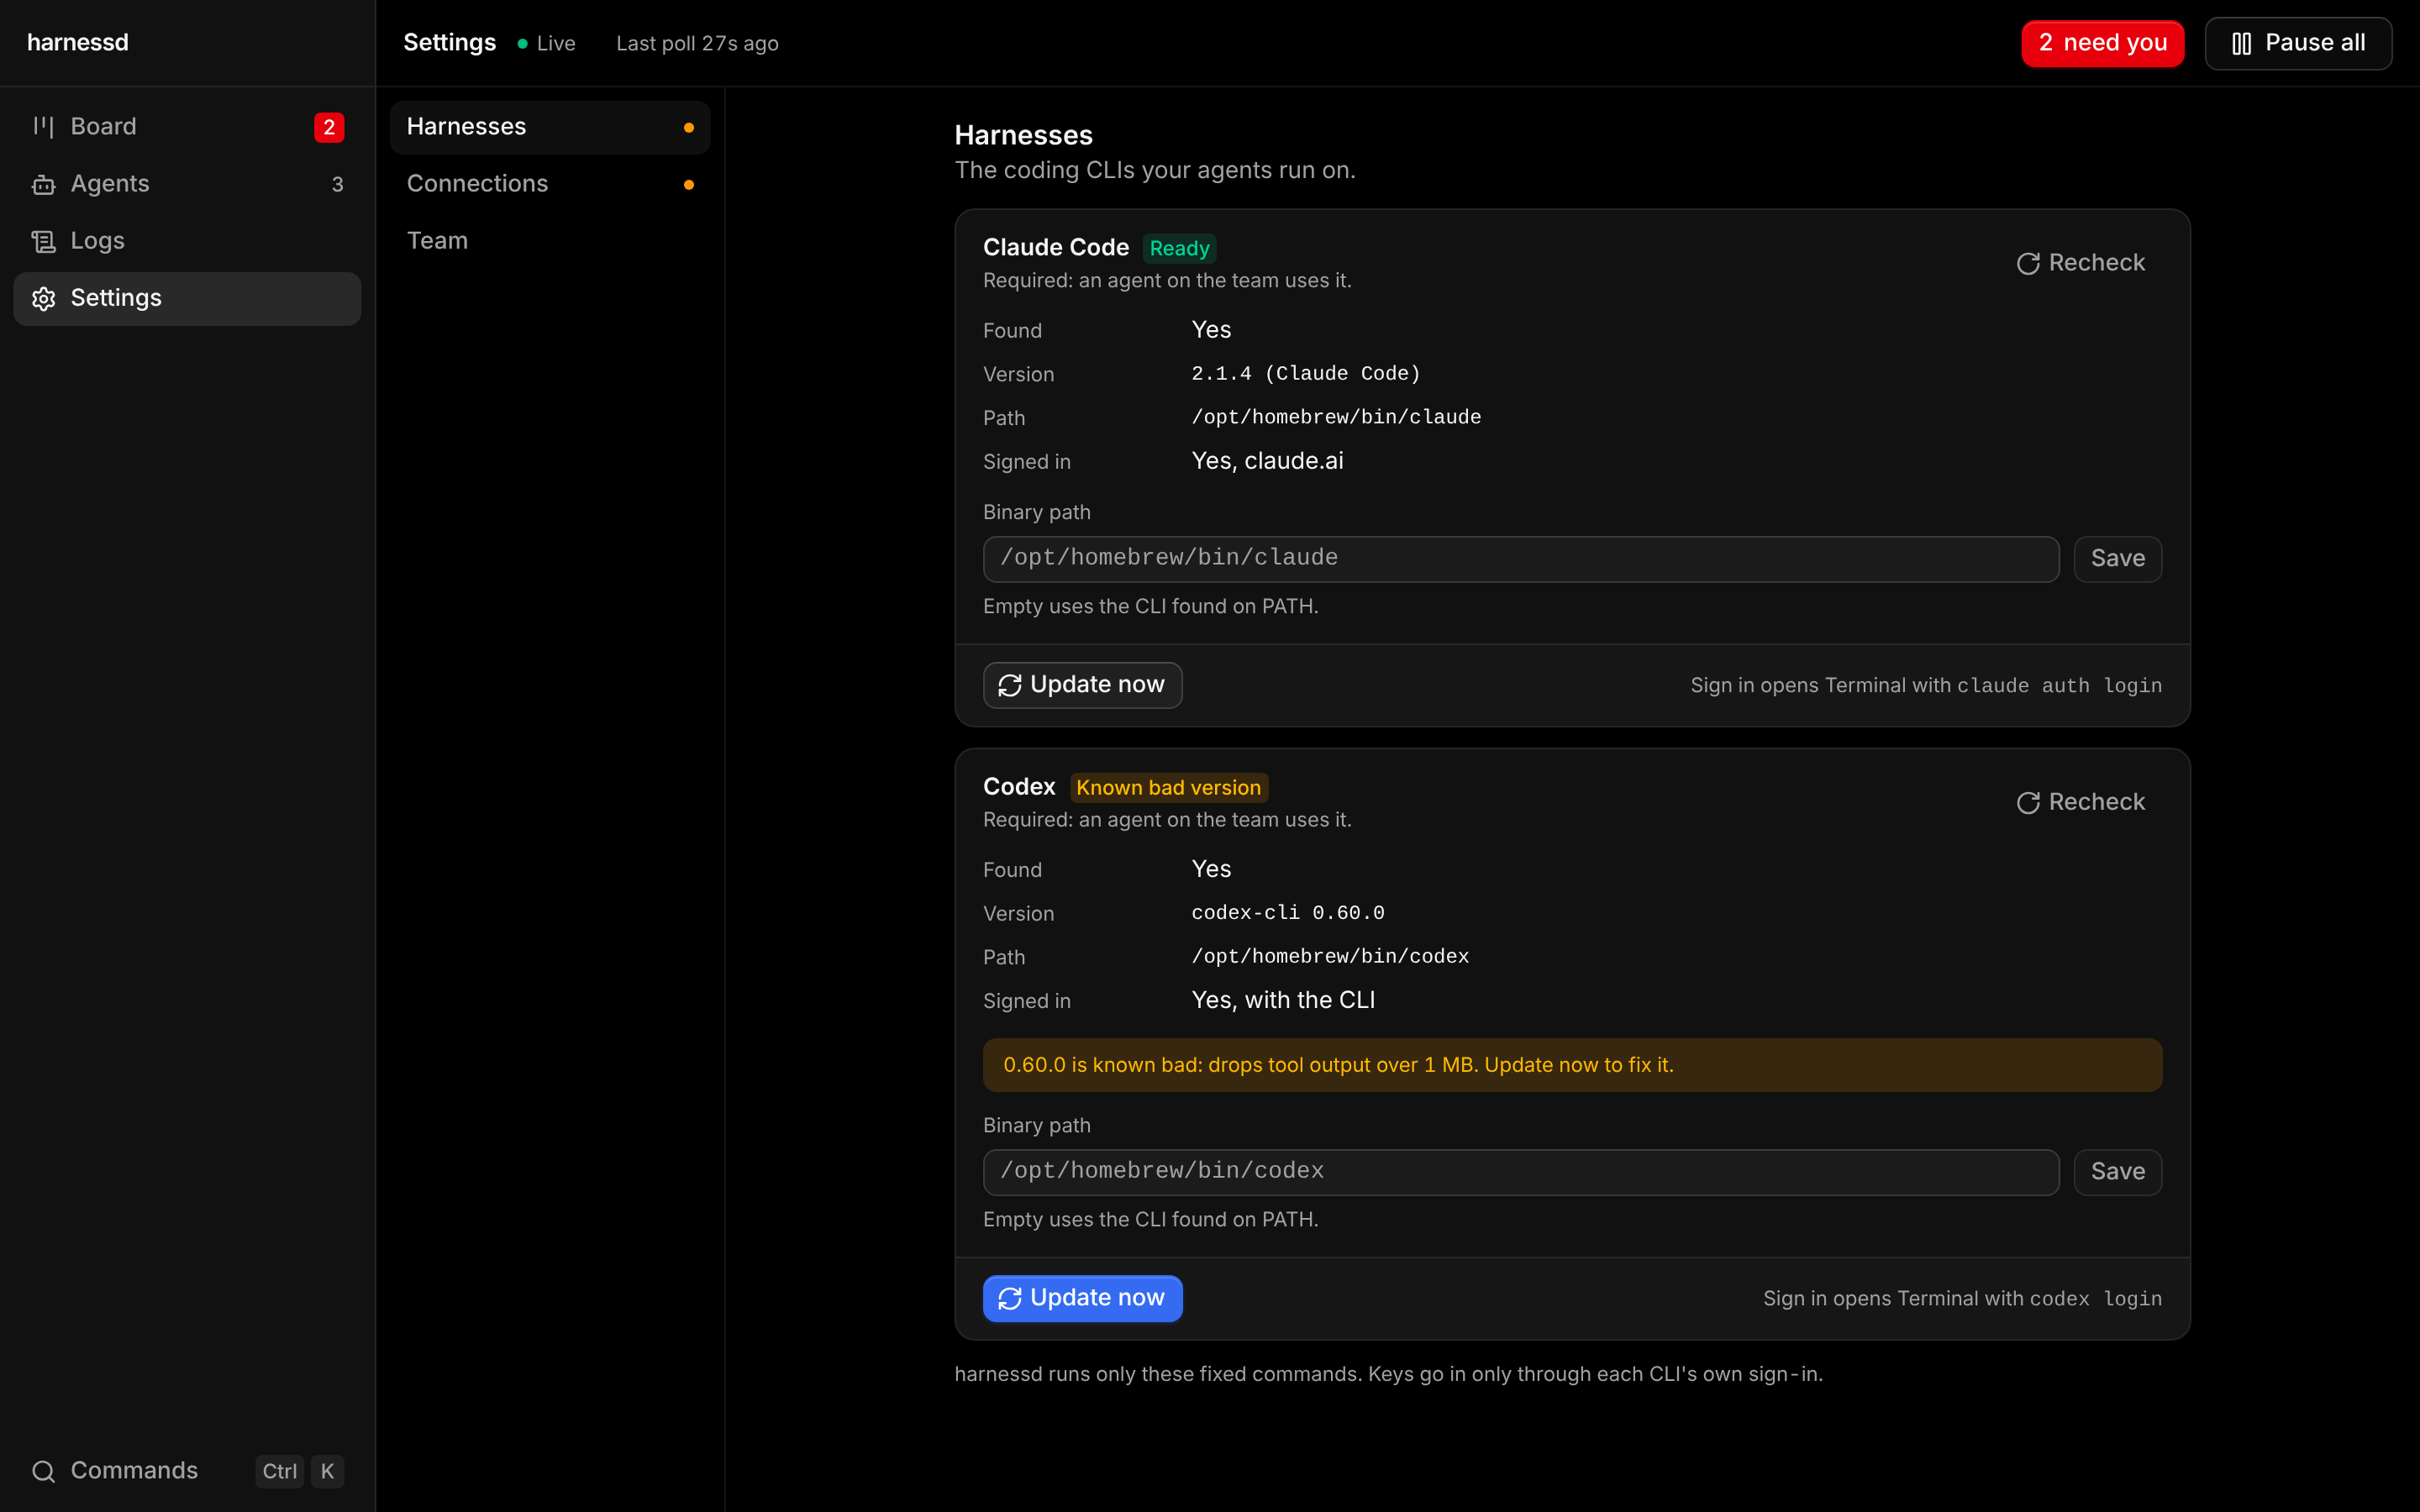 harnessd
Settings
Live
Last poll 27s ago
2 need you
Pause all
Board
2
Agents
3
Logs
Settings
Harnesses
Connections
Team
Harnesses
The coding CLIs your agents run on.
Claude Code
Ready
Recheck
Required: an agent on the team uses it.
Found
Yes
Version
2.1.4 (Claude Code)
Path
/opt/homebrew/bin/claude
Signed in
Yes, claude.ai
Binary path
/opt/homebrew/bin/claude
Save
Empty uses the CLI found on PATH.
Update now
Sign in opens Terminal with claude auth login
Codex
Known bad version
Recheck
Required: an agent on the team uses it.
Found
Yes
Version
codex-cli 0.60.0
Path
/opt/homebrew/bin/codex
Signed in
Yes, with the CLI
0.60.0 is known bad: drops tool output over 1 MB. Update now to fix it.
Binary path
/opt/homebrew/bin/codex
Save
Empty uses the CLI found on PATH.
Update now
Sign in opens Terminal with codex login
harnessd runs only these fixed commands. Keys go in only through each CLI's own sign-in.
Commands
Ctrl K